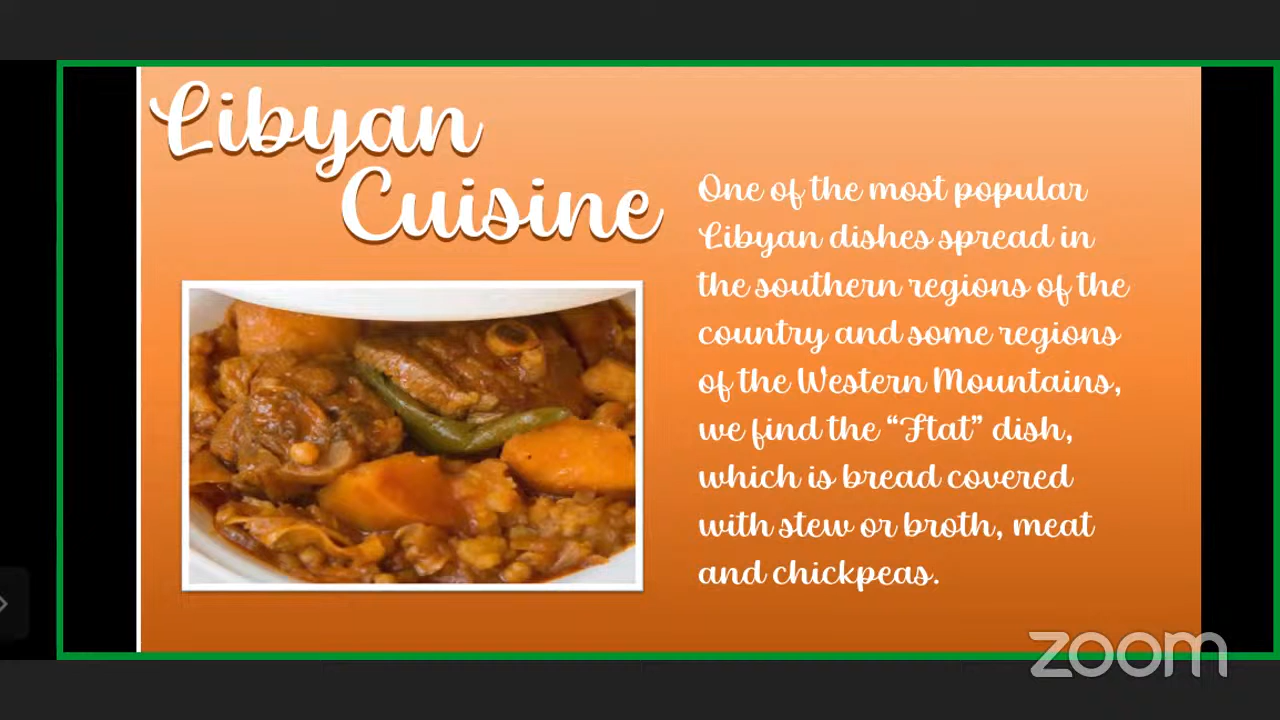 Libyan
Cuisine
One of the most popular
Libyan dishes spread in
the southern regions of the
country and some regions
of the Western Mountains,
we find the “Ftat” dish,
which is bread covered
with stew or broth, meat
and chickpeas.
zoom